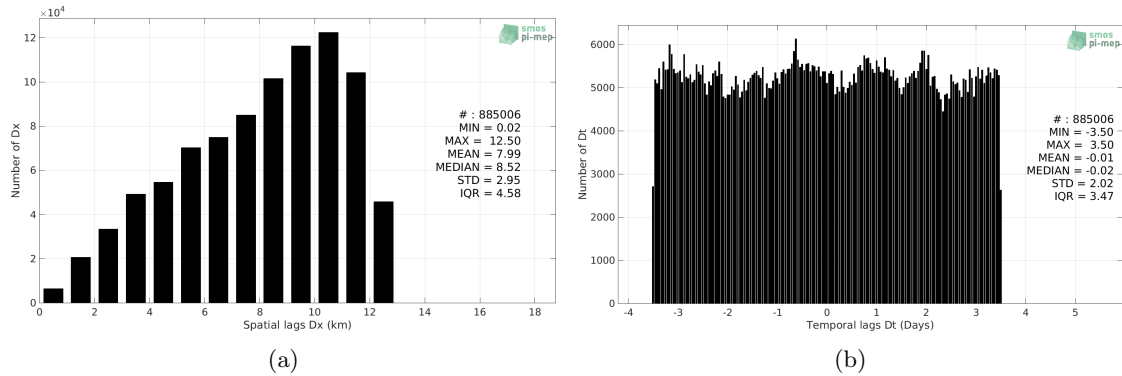 ×10⁴
12
10
8
6
4
2
0
Number of Dx
smos
pi-mep
# : 885006
MIN = 0.02
MAX = 12.50
MEAN = 7.99
MEDIAN = 8.52
STD = 2.95
IQR = 4.58
0 2 4 6 8 10 12 14 16 18
Spatial lags Dx (km)
(a)
6000
5000
4000
3000
2000
1000
0
Number of Dt
smos
pi-mep
# : 885006
MIN = -3.50
MAX = 3.50
MEAN = -0.01
MEDIAN = -0.02
STD = 2.02
IQR = 3.47
-4 -3 -2 -1 0 1 2 3 4 5
Temporal lags Dt (Days)
(b)